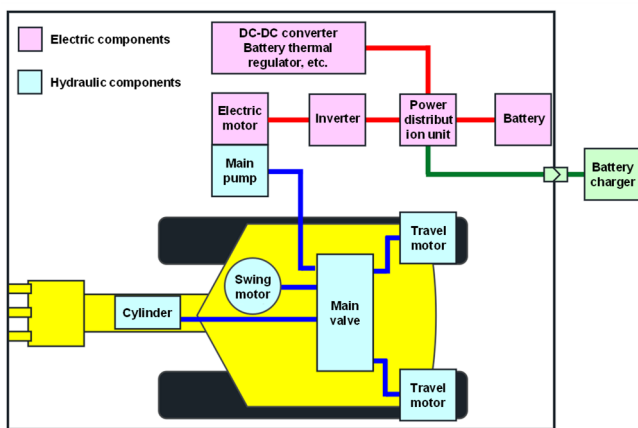 Electric components
Hydraulic components
DC-DC converter
Battery thermal
regulator, etc.
Electric
motor
Inverter
Power
distribut
ion unit
Battery
Main
pump
Battery
charger
Travel
motor
Swing
motor
Cylinder
Main
valve
Travel
motor